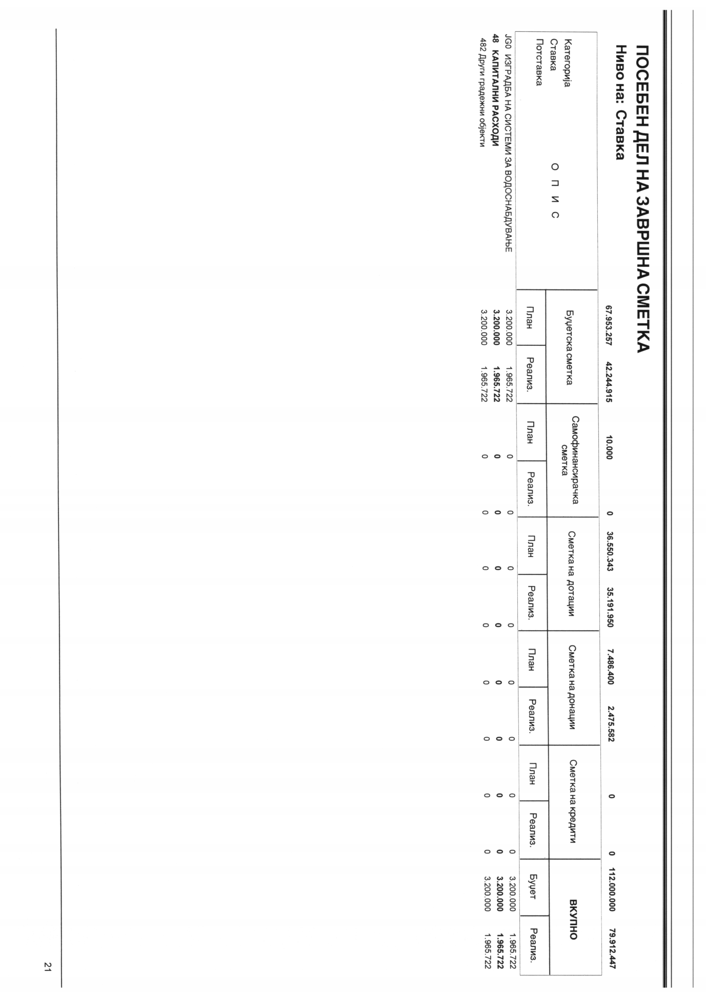 ПОСЕБЕН ДЕЛ НА ЗАВРШНА СМЕТКА
Ниво на: Ставка
67.953.257 42.244.915 10.000 0 36.550.343 35.191.950 7.486.400 2.475.582 0 0 112.000.000 79.912.447
Категорија
Ставка
Потставка
О П И С
Буџетска сметка
Самофинансирачка
сметка
Сметка на дотации
Сметка на донации
Сметка на кредити
ВКУПНО
План Реализ. План Реализ. План Реализ. План Реализ. План Реализ. Буџет Реализ.
JG0 ИЗГРАДБА НА СИСТЕМИ ЗА ВОДОСНАБДУВАЊЕ 3.200.000 1.965.722 0 0 0 0 0 0 0 0 3.200.000 1.965.722
48 КАПИТАЛНИ РАСХОДИ 3.200.000 1.965.722 0 0 0 0 0 0 0 0 3.200.000 1.965.722
482 Други градежни објекти 3.200.000 1.965.722 0 0 0 0 0 0 0 0 3.200.000 1.965.722
21